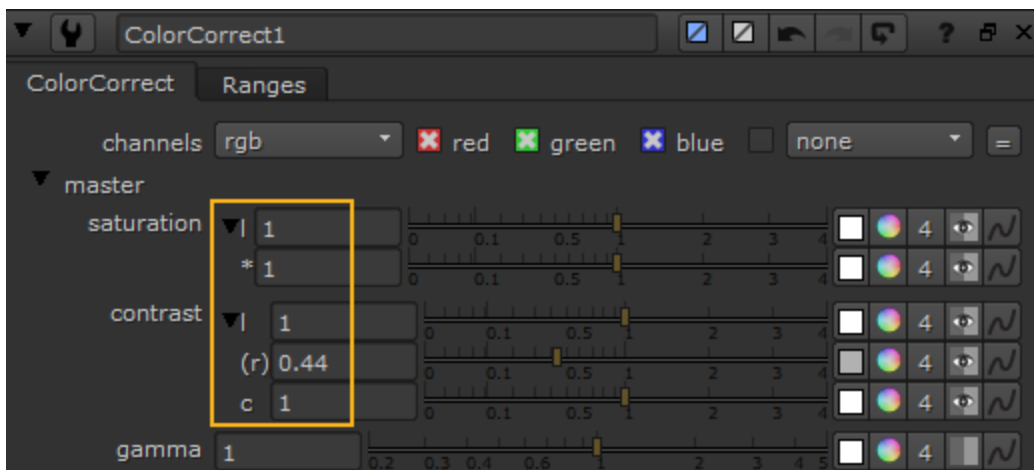 ColorCorrect1 ? ×
ColorCorrect Ranges
channels rgb red green blue none =
master
saturation l 1 0 0.1 0.5 1 2 3 4 4
* 1 0 0.1 0.5 1 2 3 4 4
contrast l 1 0 0.1 0.5 1 2 3 4 4
(r) 0.44 0 0.1 0.5 1 2 3 4 4
c 1 0 0.1 0.5 1 2 3 4 4
gamma 1 0.2 0.3 0.4 0.6 1 2 3 4 5 4